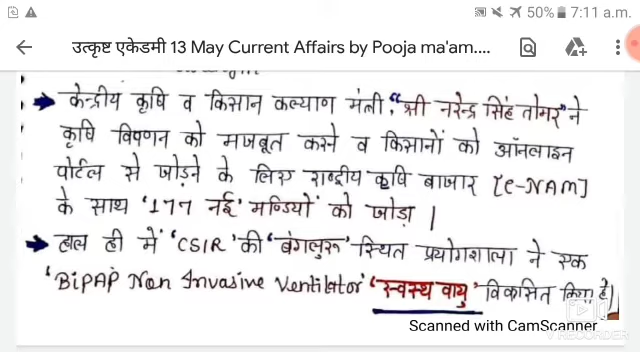 50% 7:11 a.m.
उत्कृष्ट एकेडमी 13 May Current Affairs by Pooja ma'am....
केन्द्रीय कृषि व किसान कल्याण मंत्री, "श्री नरेन्द्र सिंह तोमर" ने
कृषि विपणन को मजबूत करने व किसानों को ऑनलाइन
पोर्टल से जोड़ने के लिए राष्ट्रीय कृषि बाजार [e-NAM]
के साथ '177 नई' मण्डियों को जोड़ा |
हाल ही में 'CSIR' की "बंगलुरू" स्थित प्रयोगशाला ने एक
'BiPAP Non Invasive Ventilator' "स्वस्थ वायु" विकसित किया है|
Scanned with CamScanner
V RECORDER